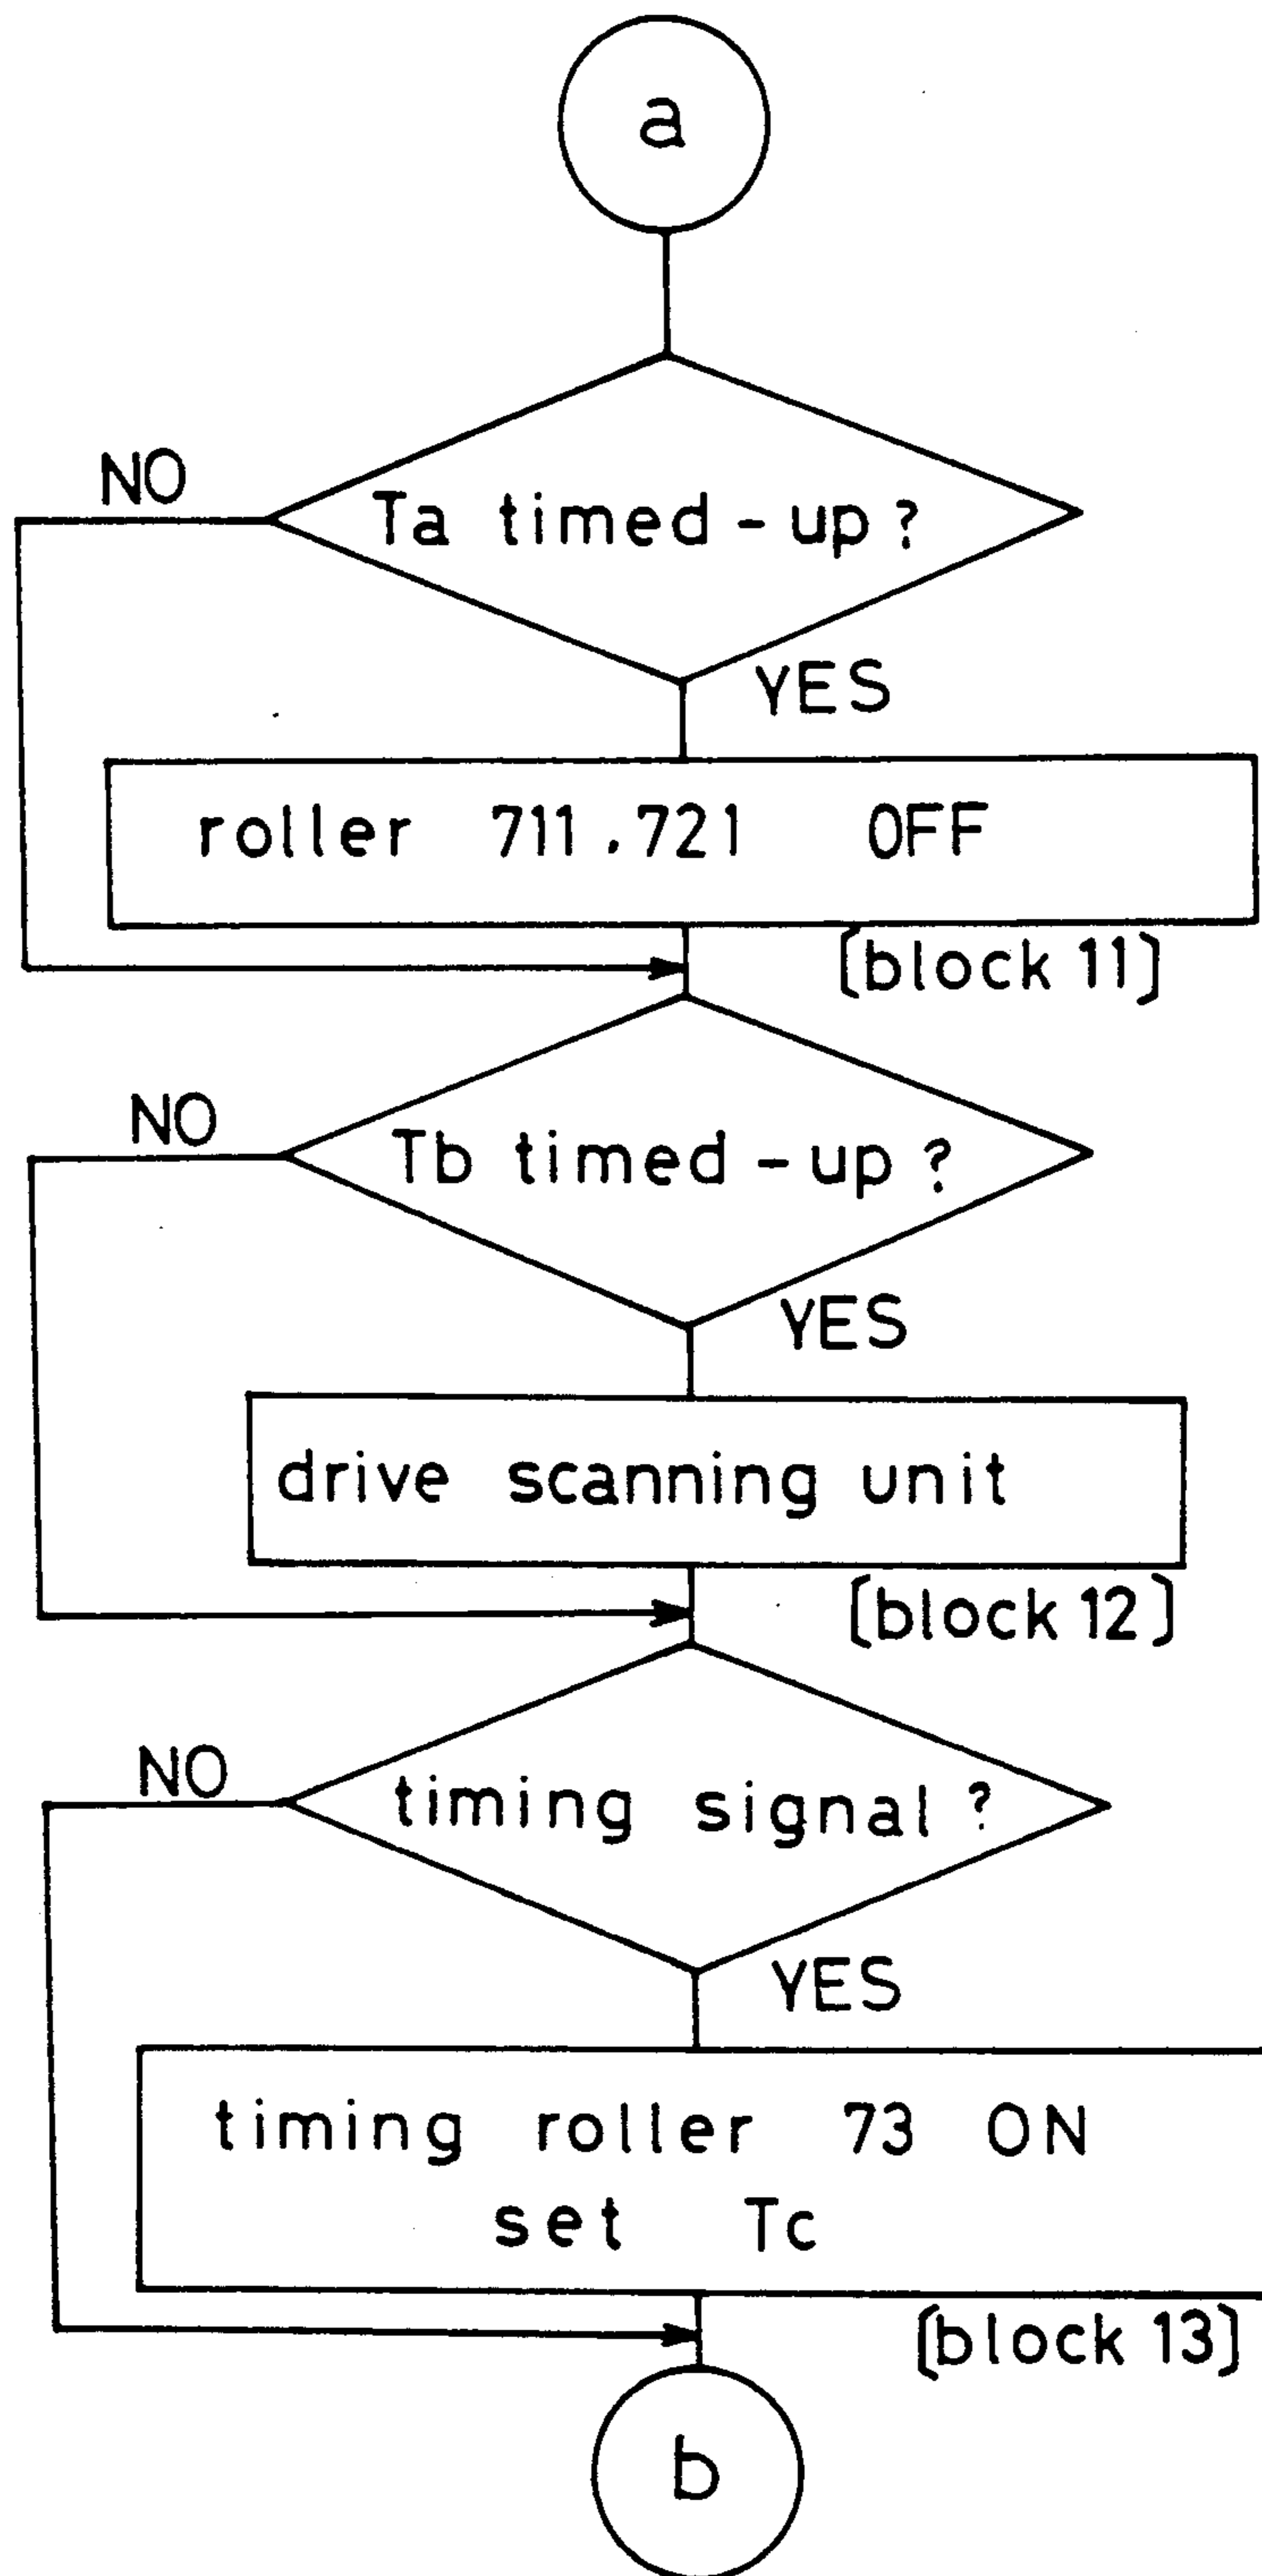 a
NO
Ta timed-up?
YES
roller 711.721 OFF
[block 11]
NO
Tb timed-up?
YES
drive scanning unit
[block 12]
NO
timing signal?
YES
timing roller 73 ON
set Tc
[block 13]
b